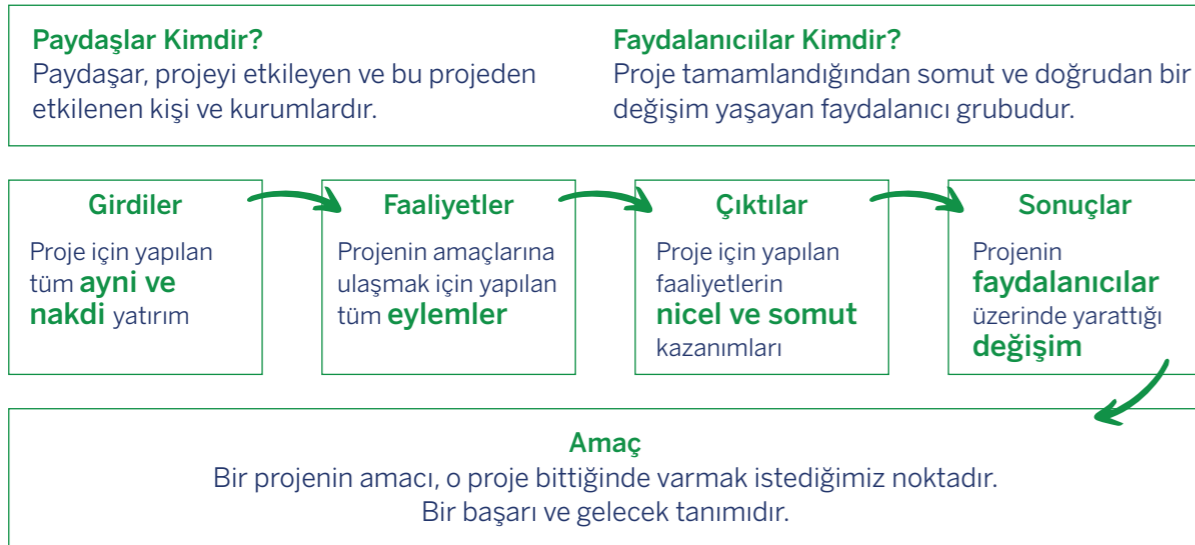 Paydaşlar Kimdir?
Paydaşar, projeyi etkileyen ve bu projeden
etkilenen kişi ve kurumlardır.
Faydalanıcıilar Kimdir?
Proje tamamlandığından somut ve doğrudan bir
değişim yaşayan faydalanıcı grubudur.
Girdiler
Proje için yapılan
tüm ayni ve
nakdi yatırım
Faaliyetler
Projenin amaçlarına
ulaşmak için yapılan
tüm eylemler
Çıktılar
Proje için yapılan
faaliyetlerin
nicel ve somut
kazanımları
Sonuçlar
Projenin
faydalanıcılar
üzerinde yarattığı
değişim
Amaç
Bir projenin amacı, o proje bittiğinde varmak istediğimiz noktadır.
Bir başarı ve gelecek tanımıdır.